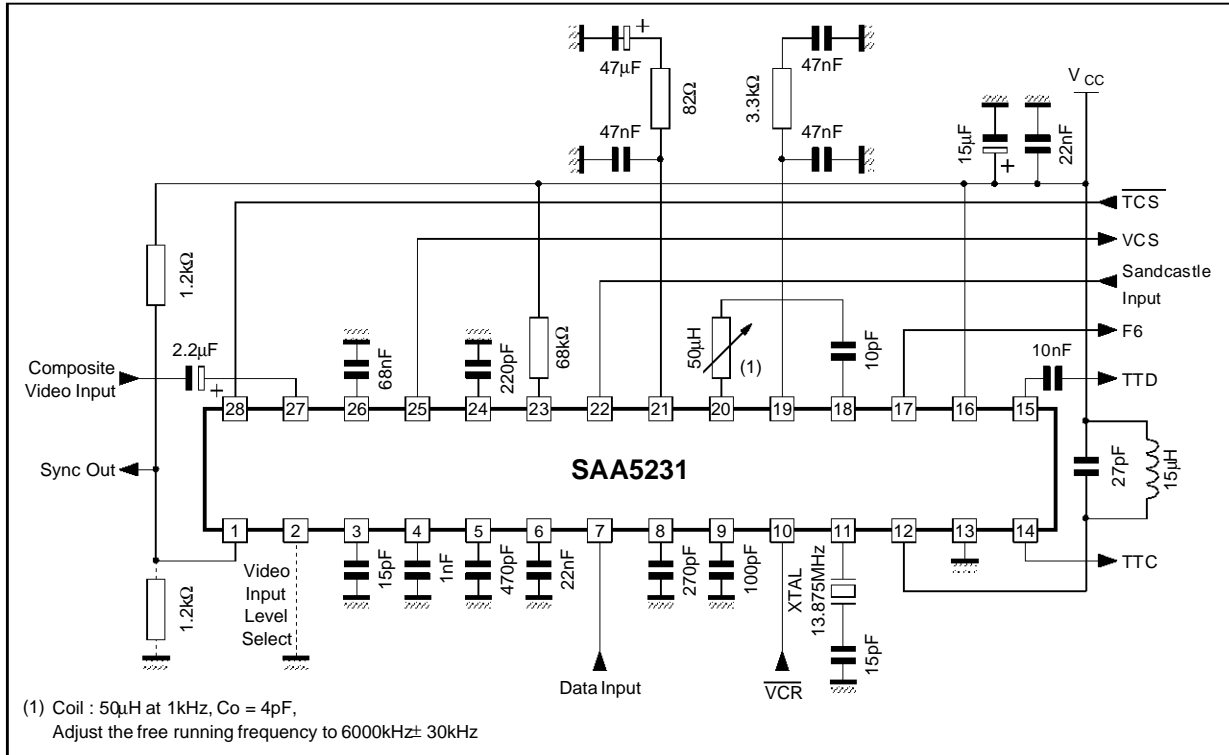 47µF
+
82Ω
47nF
3.3kΩ
47nF
47nF
47nF
15µF
+
22nF
V CC
TCS
VCS
Sandcastle
Input
F6
10nF
TTD
1.2kΩ
2.2µF
+
Composite
Video Input
68nF
220pF
68kΩ
50µH
(1)
10pF
28 27 26 25 24 23 22 21 20 19 18 17 16 15
SAA5231
27pF
15µH
Sync Out
1 2 3 4 5 6 7 8 9 10 11 12 13 14
TTC
1.2kΩ
Video
Input
Level
Select
15pF
1nF
470pF
22nF
270pF
100pF
XTAL
13.875MHz
15pF
Data Input
VCR
(1) Coil : 50µH at 1kHz, Co = 4pF,
Adjust the free running frequency to 6000kHz± 30kHz